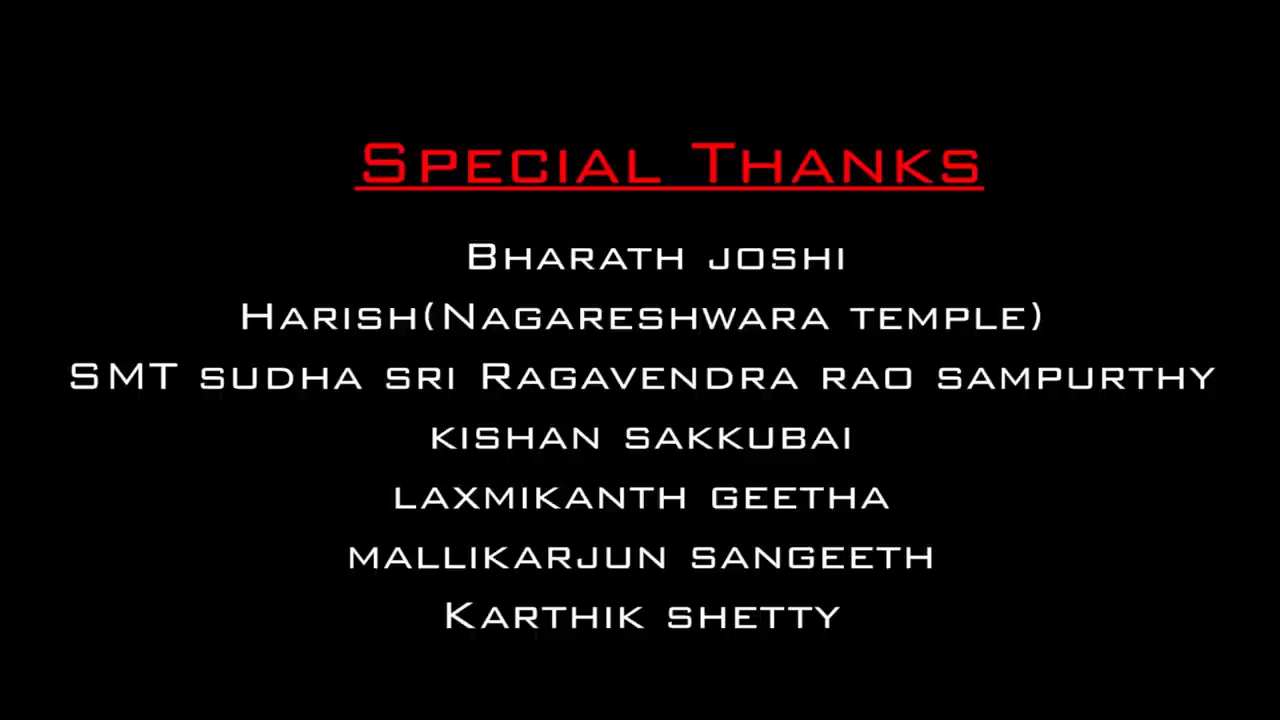 Special Thanks
Bharath joshi
Harish(Nagareshwara temple)
SMT sudha sri Ragavendra rao sampurthy
kishan sakkubai
laxmikanth geetha
mallikarjun sangeeth
Karthik shetty